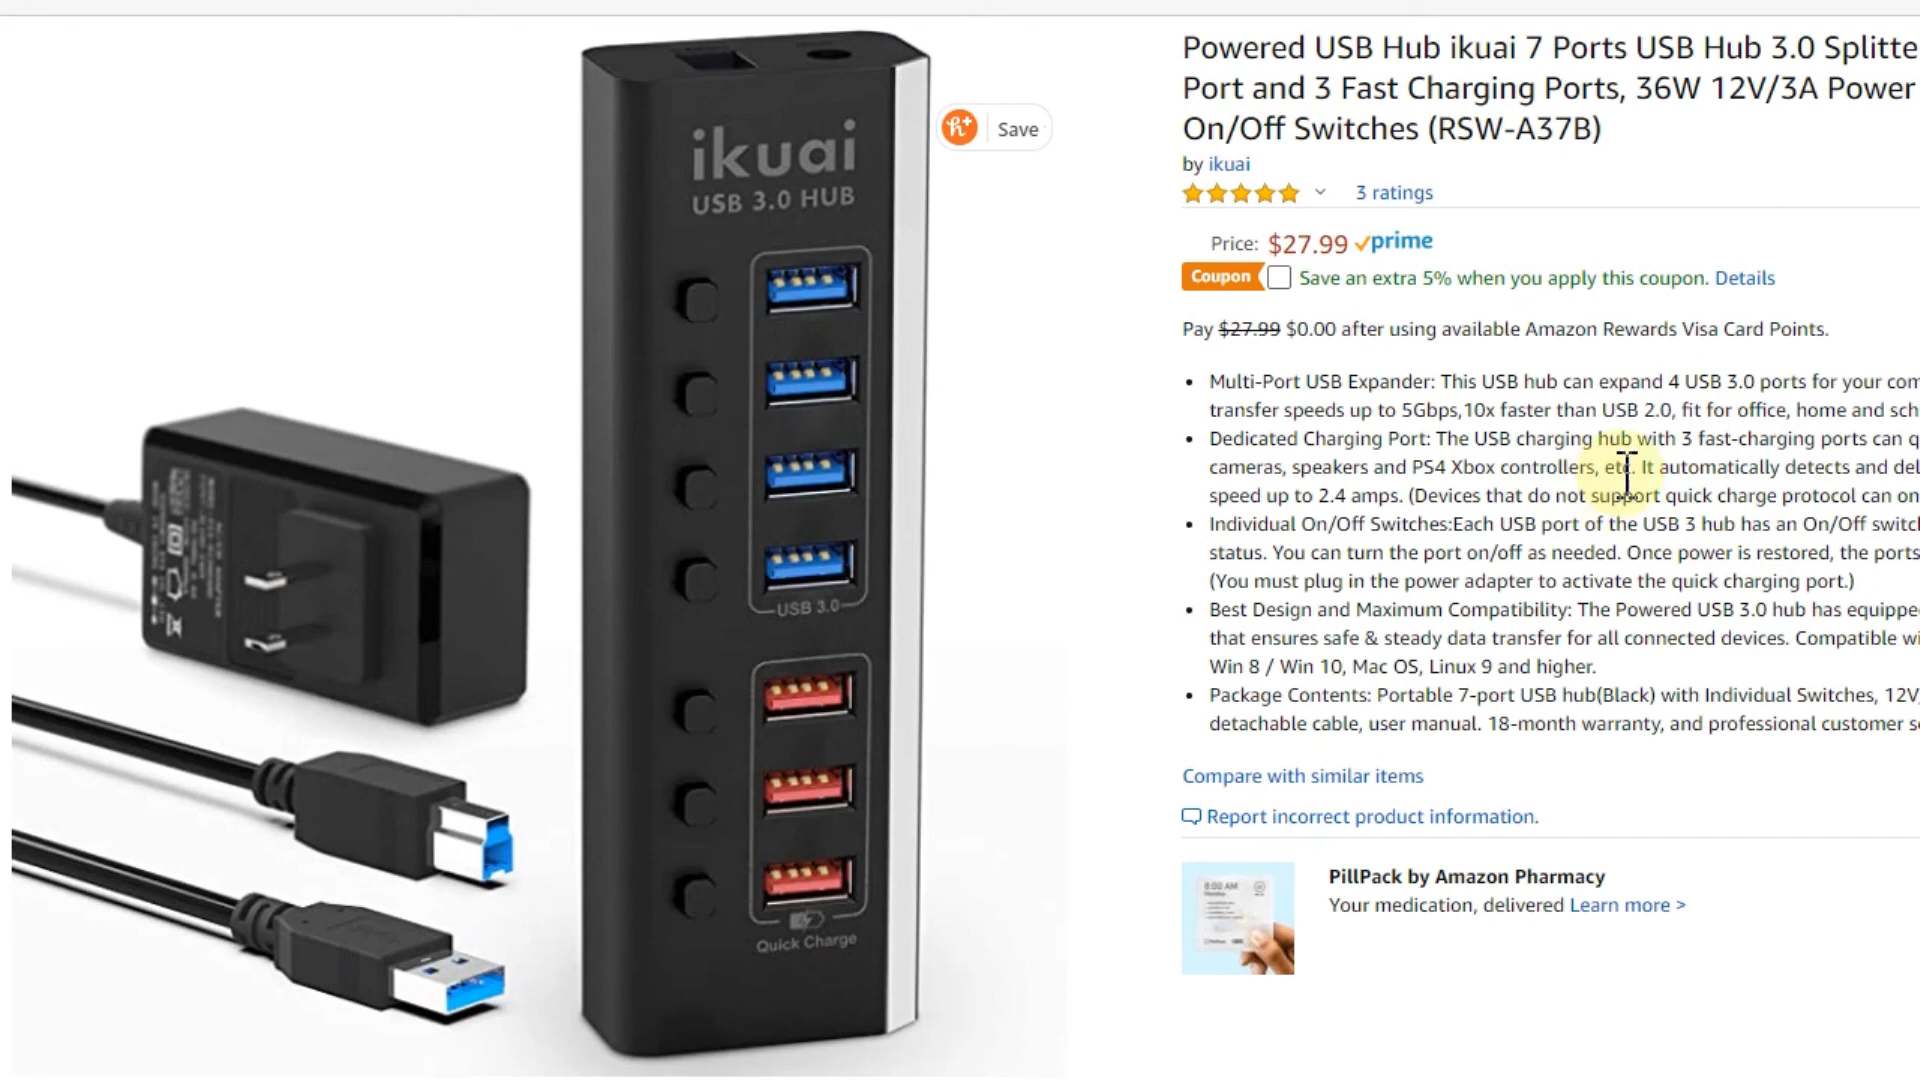 ikuai
USB 3.0 HUB
USB 3.0
Quick Charge
Save
Powered USB Hub ikuai 7 Ports USB Hub 3.0 Splitte
Port and 3 Fast Charging Ports, 36W 12V/3A Power
On/Off Switches (RSW-A37B)
by ikuai
3 ratings
Price: $27.99 prime
Coupon Save an extra 5% when you apply this coupon. Details
Pay $27.99 $0.00 after using available Amazon Rewards Visa Card Points.
• Multi-Port USB Expander: This USB hub can expand 4 USB 3.0 ports for your com
transfer speeds up to 5Gbps,10x faster than USB 2.0, fit for office, home and sch
• Dedicated Charging Port: The USB charging hub with 3 fast-charging ports can q
cameras, speakers and PS4 Xbox controllers, etc. It automatically detects and del
speed up to 2.4 amps. (Devices that do not support quick charge protocol can on
• Individual On/Off Switches:Each USB port of the USB 3 hub has an On/Off switch
status. You can turn the port on/off as needed. Once power is restored, the ports
(You must plug in the power adapter to activate the quick charging port.)
• Best Design and Maximum Compatibility: The Powered USB 3.0 hub has equipped
that ensures safe & steady data transfer for all connected devices. Compatible wi
Win 8 / Win 10, Mac OS, Linux 9 and higher.
• Package Contents: Portable 7-port USB hub(Black) with Individual Switches, 12V/
detachable cable, user manual. 18-month warranty, and professional customer se
Compare with similar items
Report incorrect product information.
8:00 AM
PillPack by Amazon Pharmacy
Your medication, delivered Learn more >